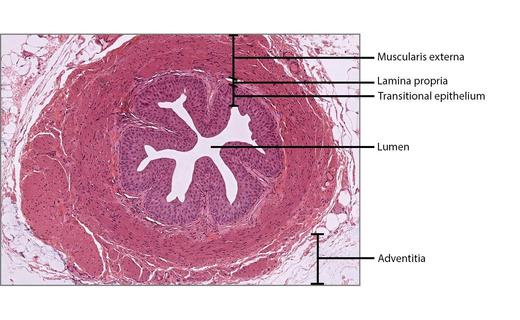 Muscularis externa
Lamina propria
Transitional epithelium
Lumen
Adventitia